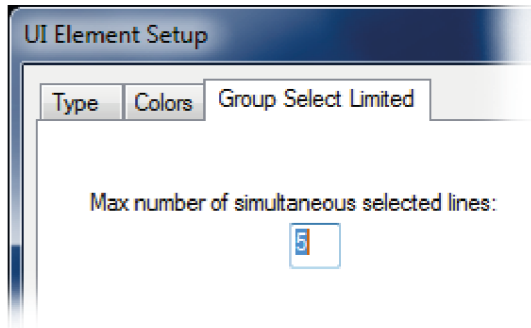 UI Element Setup
Type Colors Group Select Limited
Max number of simultaneous selected lines:
5